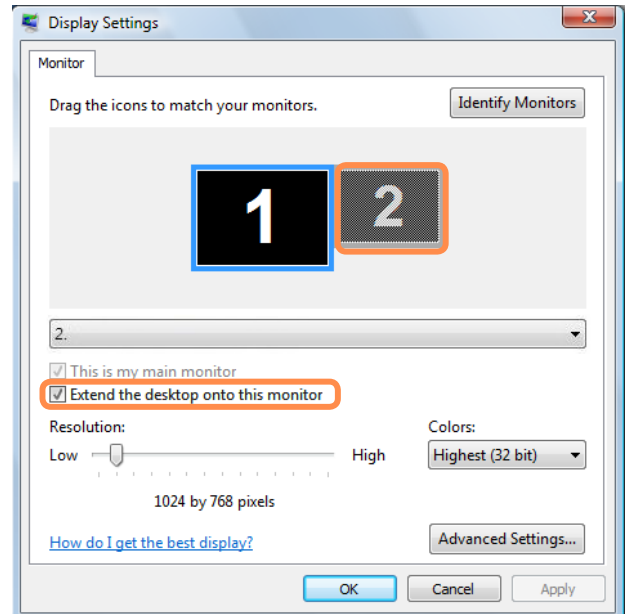 Display Settings
Monitor
Drag the icons to match your monitors.
Identify Monitors
1
2
2.
This is my main monitor
Extend the desktop onto this monitor
Resolution:
Colors:
Low
High
Highest (32 bit)
1024 by 768 pixels
How do I get the best display?
Advanced Settings...
OK
Cancel
Apply